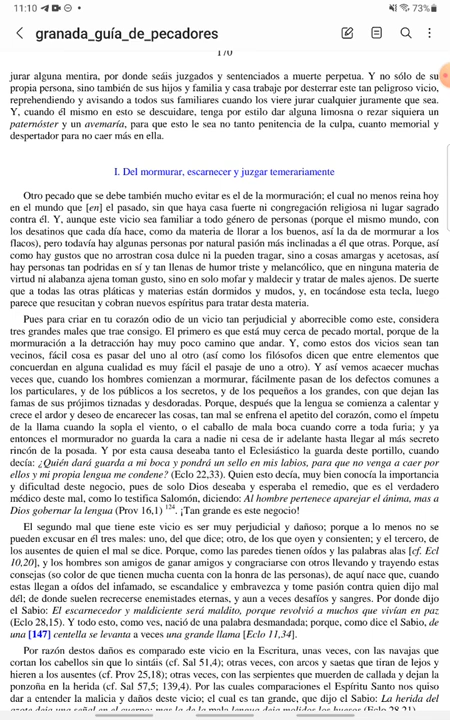 11:10
73%
granada_guía_de_pecadores
170
jurar alguna mentira, por donde seáis juzgados y sentenciados a muerte perpetua. Y no sólo de su
propia persona, sino también de sus hijos y familia y casa trabaje por desterrar este tan peligroso vicio,
reprehendiendo y avisando a todos sus familiares cuando los viere jurar cualquier juramente que sea.
Y, cuando él mismo en esto se descuidare, tenga por estilo dar alguna limosna o rezar siquiera un
paternóster y un avemaría, para que esto le sea no tanto penitencia de la culpa, cuanto memorial y
despertador para no caer más en ella.
I. Del mormurar, escarnecer y juzgar temerariamente
Otro pecado que se debe también mucho evitar es el de la mormuración; el cual no menos reina hoy
en el mundo que [en] el pasado, sin que haya casa fuerte ni congregación religiosa ni lugar sagrado
contra él. Y, aunque este vicio sea familiar a todo género de personas (porque el mismo mundo, con
los desatinos que cada día hace, como da materia de llorar a los buenos, así la da de mormurar a los
flacos), pero todavía hay algunas personas por natural pasión más inclinadas a él que otras. Porque, así
como hay gustos que no arrostran cosa dulce ni la pueden tragar, sino a cosas amargas y acetosas, así
hay personas tan podridas en sí y tan llenas de humor triste y melancólico, que en ninguna materia de
virtud ni alabanza ajena toman gusto, sino en solo mofar y maldecir y tratar de males ajenos. De suerte
que a todas las otras pláticas y materias están dormidos y mudos, y, en tocándose esta tecla, luego
parece que resucitan y cobran nuevos espíritus para tratar desta materia.
Pues para criar en tu corazón odio de un vicio tan perjudicial y aborrecible como este, considera
tres grandes males que trae consigo. El primero es que está muy cerca de pecado mortal, porque de la
mormuración a la detracción hay muy poco camino que andar. Y, como estos dos vicios sean tan
vecinos, fácil cosa es pasar del uno al otro (así como los filósofos dicen que entre elementos que
concuerdan en alguna cualidad es muy fácil el pasaje de uno a otro). Y así vemos acaecer muchas
veces que, cuando los hombres comienzan a mormurar, fácilmente pasan de los defectos comunes a
los particulares, y de los públicos a los secretos, y de los pequeños a los grandes, con que dejan las
famas de sus prójimos tiznadas y desdoradas. Porque, después que la lengua se comienza a calentar y
crece el ardor y deseo de encarecer las cosas, tan mal se enfrena el apetito del corazón, como el ímpetu
de la llama cuando la sopla el viento, o el caballo de mala boca cuando corre a toda furia; y ya
entonces el mormurador no guarda la cara a nadie ni cesa de ir adelante hasta llegar al más secreto
rincón de la posada. Y por esta causa deseaba tanto el Eclesiástico la guarda deste portillo, cuando
decía: ¿Quién dará guarda a mi boca y pondrá un sello en mis labios, para que no venga a caer por
ellos y mi propia lengua me condene? (Eclo 22,33). Quien esto decía, muy bien conocía la importancia
y dificultad deste negocio, pues de solo Dios deseaba y esperaba el remedio, que es el verdadero
médico deste mal, como lo testifica Salomón, diciendo: Al hombre pertenece aparejar el ánima, mas a
Dios gobernar la lengua (Prov 16,1) 124. ¡Tan grande es este negocio!
El segundo mal que tiene este vicio es ser muy perjudicial y dañoso; porque a lo menos no se
pueden excusar en él tres males: uno, del que dice; otro, de los que oyen y consienten; y el tercero, de
los ausentes de quien el mal se dice. Porque, como las paredes tienen oídos y las palabras alas [cf. Ecl
10,20], y los hombres son amigos de ganar amigos y congraciarse con otros llevando y trayendo estas
consejas (so color de que tienen mucha cuenta con la honra de las personas), de aquí nace que, cuando
estas llegan a oídos del infamado, se escandalice y embravezca y tome pasión contra quien dijo mal
dél; de donde suelen recrecerse enemistades eternas, y aun a veces desafíos y sangres. Por donde dijo
el Sabio: El escarnecedor y maldiciente será maldito, porque revolvió a muchos que vivían en paz
(Eclo 28,15). Y todo esto, como ves, nació de una palabra desmandada; porque, como dice el Sabio, de
una [147] centella se levanta a veces una grande llama [Eclo 11,34].
Por razón destos daños es comparado este vicio en la Escritura, unas veces, con las navajas que
cortan los cabellos sin que lo sintáis (cf. Sal 51,4); otras veces, con arcos y saetas que tiran de lejos y
hieren a los ausentes (cf. Prov 25,18); otras veces, con las serpientes que muerden de callada y dejan la
ponzoña en la herida (cf. Sal 57,5; 139,4). Por las cuales comparaciones el Espíritu Santo nos quiso
dar a entender la malicia y daños deste vicio; el cual es tan grande, que dijo el Sabio: La herida del
azote deja una señal en el cuerpo; mas la de la mala lengua deja molidos los huesos (Eclo 28,21).